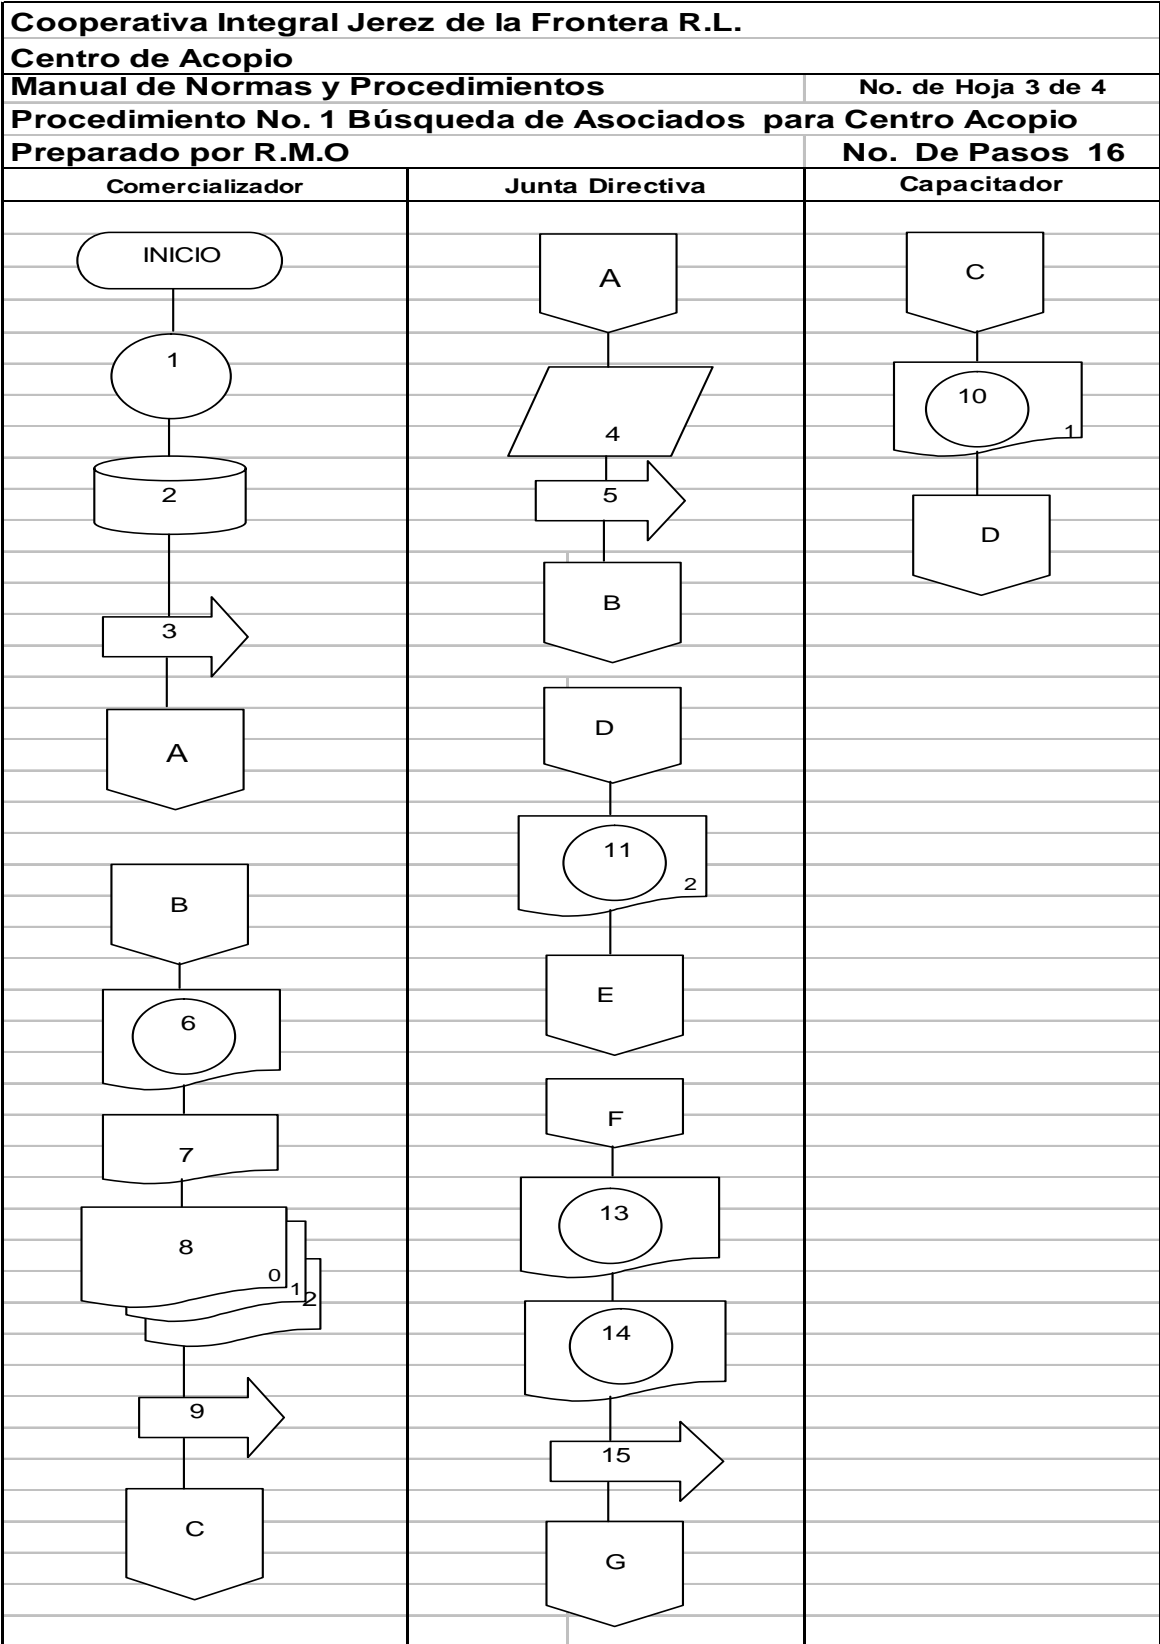 Cooperativa Integral Jerez de la Frontera R.L.
Centro de Acopio
Manual de Normas y Procedimientos No. de Hoja 3 de 4
Procedimiento No. 1 Búsqueda de Asociados para Centro Acopio
Preparado por R.M.O No. De Pasos 16
Comercializador Junta Directiva Capacitador
INICIO
1
2
3
A
B
6
7
8
0
1
2
9
C
A
4
5
B
D
11
2
E
F
13
14
15
G
C
10
1
D